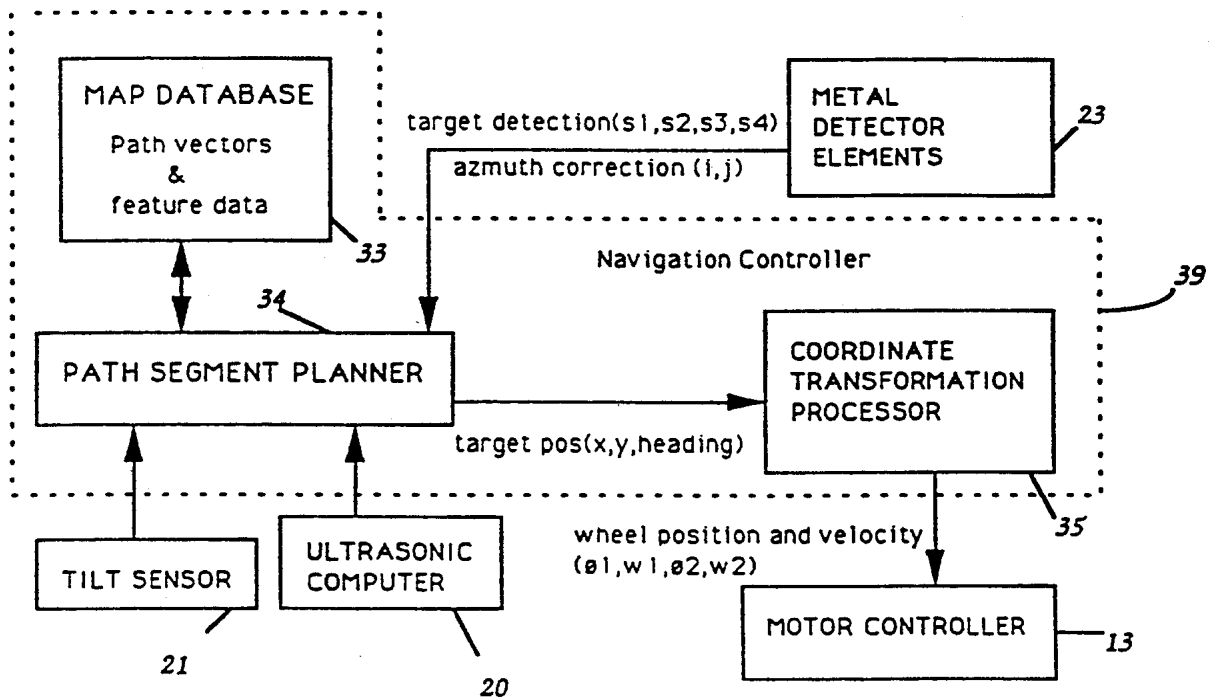 MAP DATABASE
Path vectors
&
feature data
33
target detection(s1,s2,s3,s4)
azmuth correction (i,j)
METAL
DETECTOR
ELEMENTS
23
Navigation Controller
39
34
PATH SEGMENT PLANNER
target pos(x,y,heading)
COORDINATE
TRANSFORMATION
PROCESSOR
35
TILT SENSOR
21
ULTRASONIC
COMPUTER
20
wheel position and velocity
(ø1,w1,ø2,w2)
MOTOR CONTROLLER
13